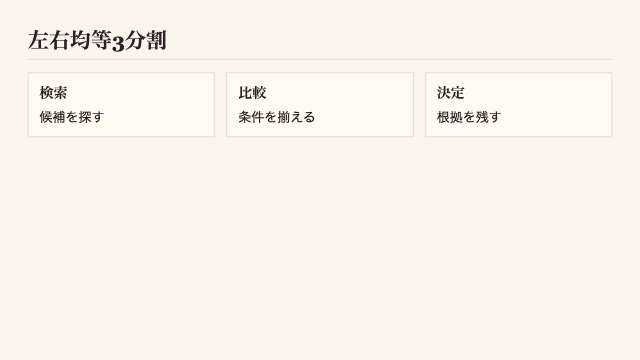 左右均等3分割
検索
候補を探す
比較
条件を揃える
決定
根拠を残す